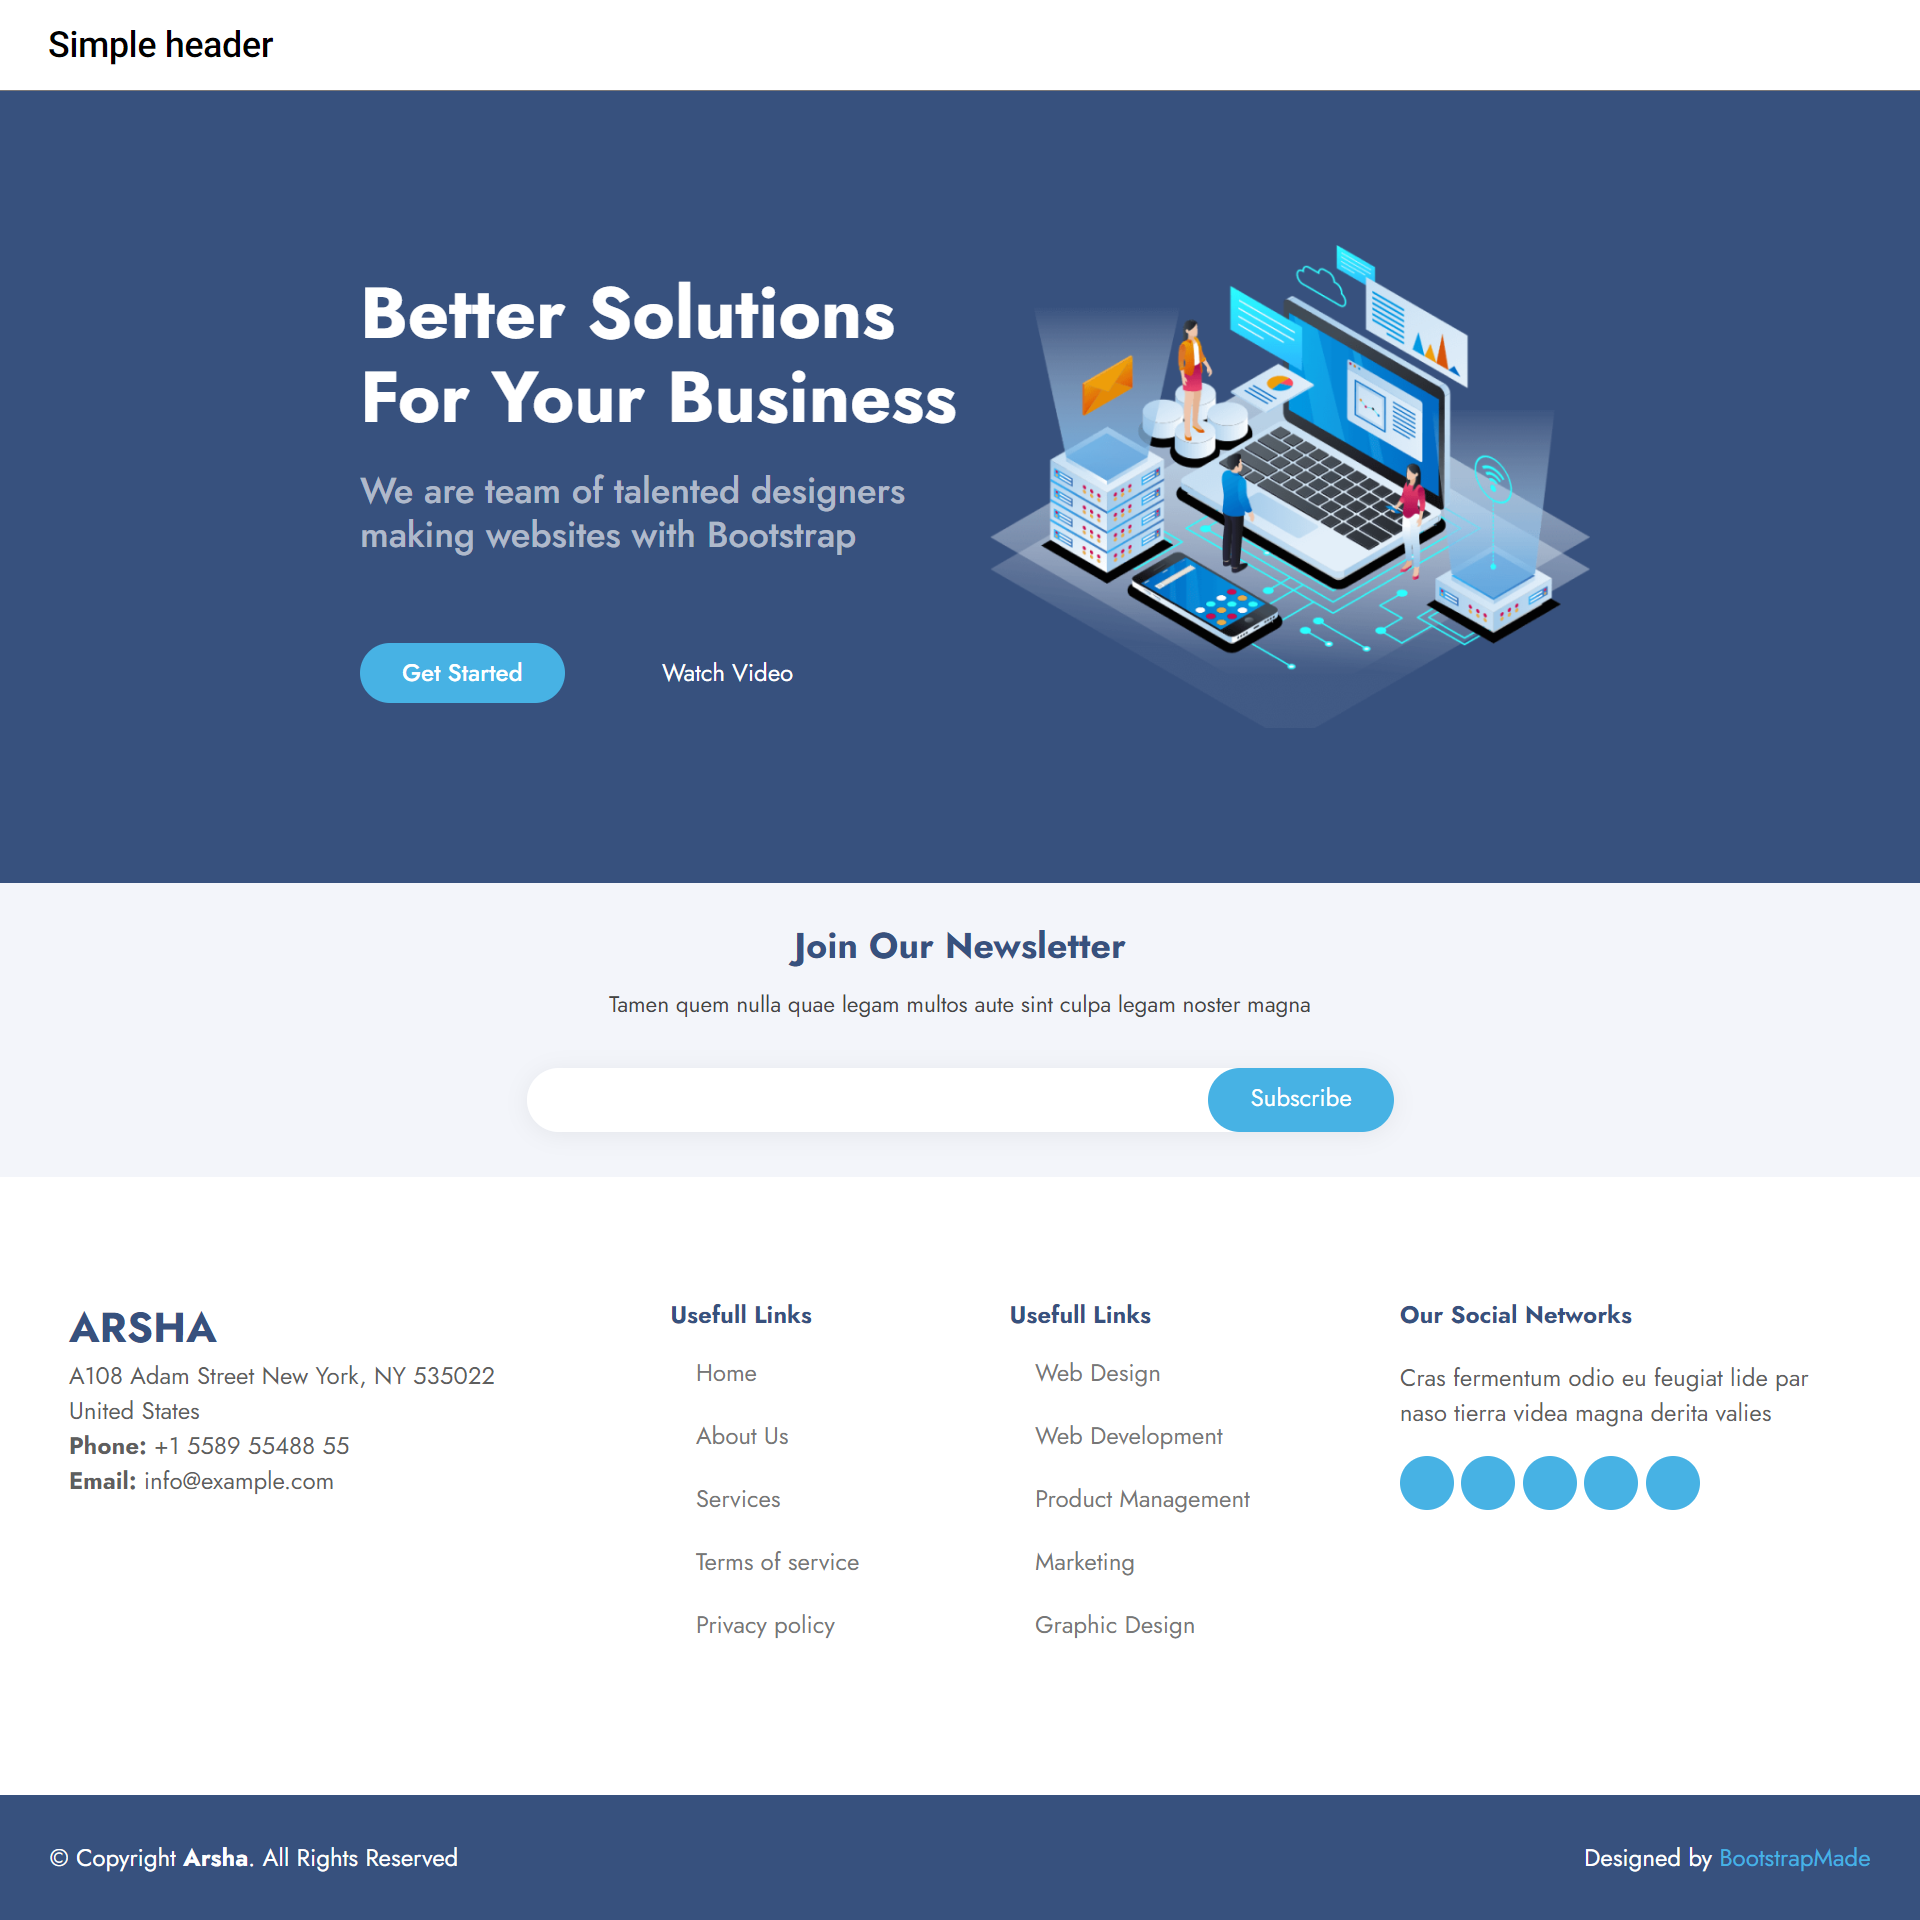 Simple header
Better Solutions
For Your Business
We are team of talented designers
making websites with Bootstrap
Get Started
Watch Video
Join Our Newsletter
Tamen quem nulla quae legam multos aute sint culpa legam noster magna
Subscribe
ARSHA
A108 Adam Street New York, NY 535022
United States
Phone: +1 5589 55488 55
Email: info@example.com
Usefull Links
Home
About Us
Services
Terms of service
Privacy policy
Usefull Links
Web Design
Web Development
Product Management
Marketing
Graphic Design
Our Social Networks
Cras fermentum odio eu feugiat lide par
naso tierra videa magna derita valies
© Copyright Arsha. All Rights Reserved
Designed by BootstrapMade